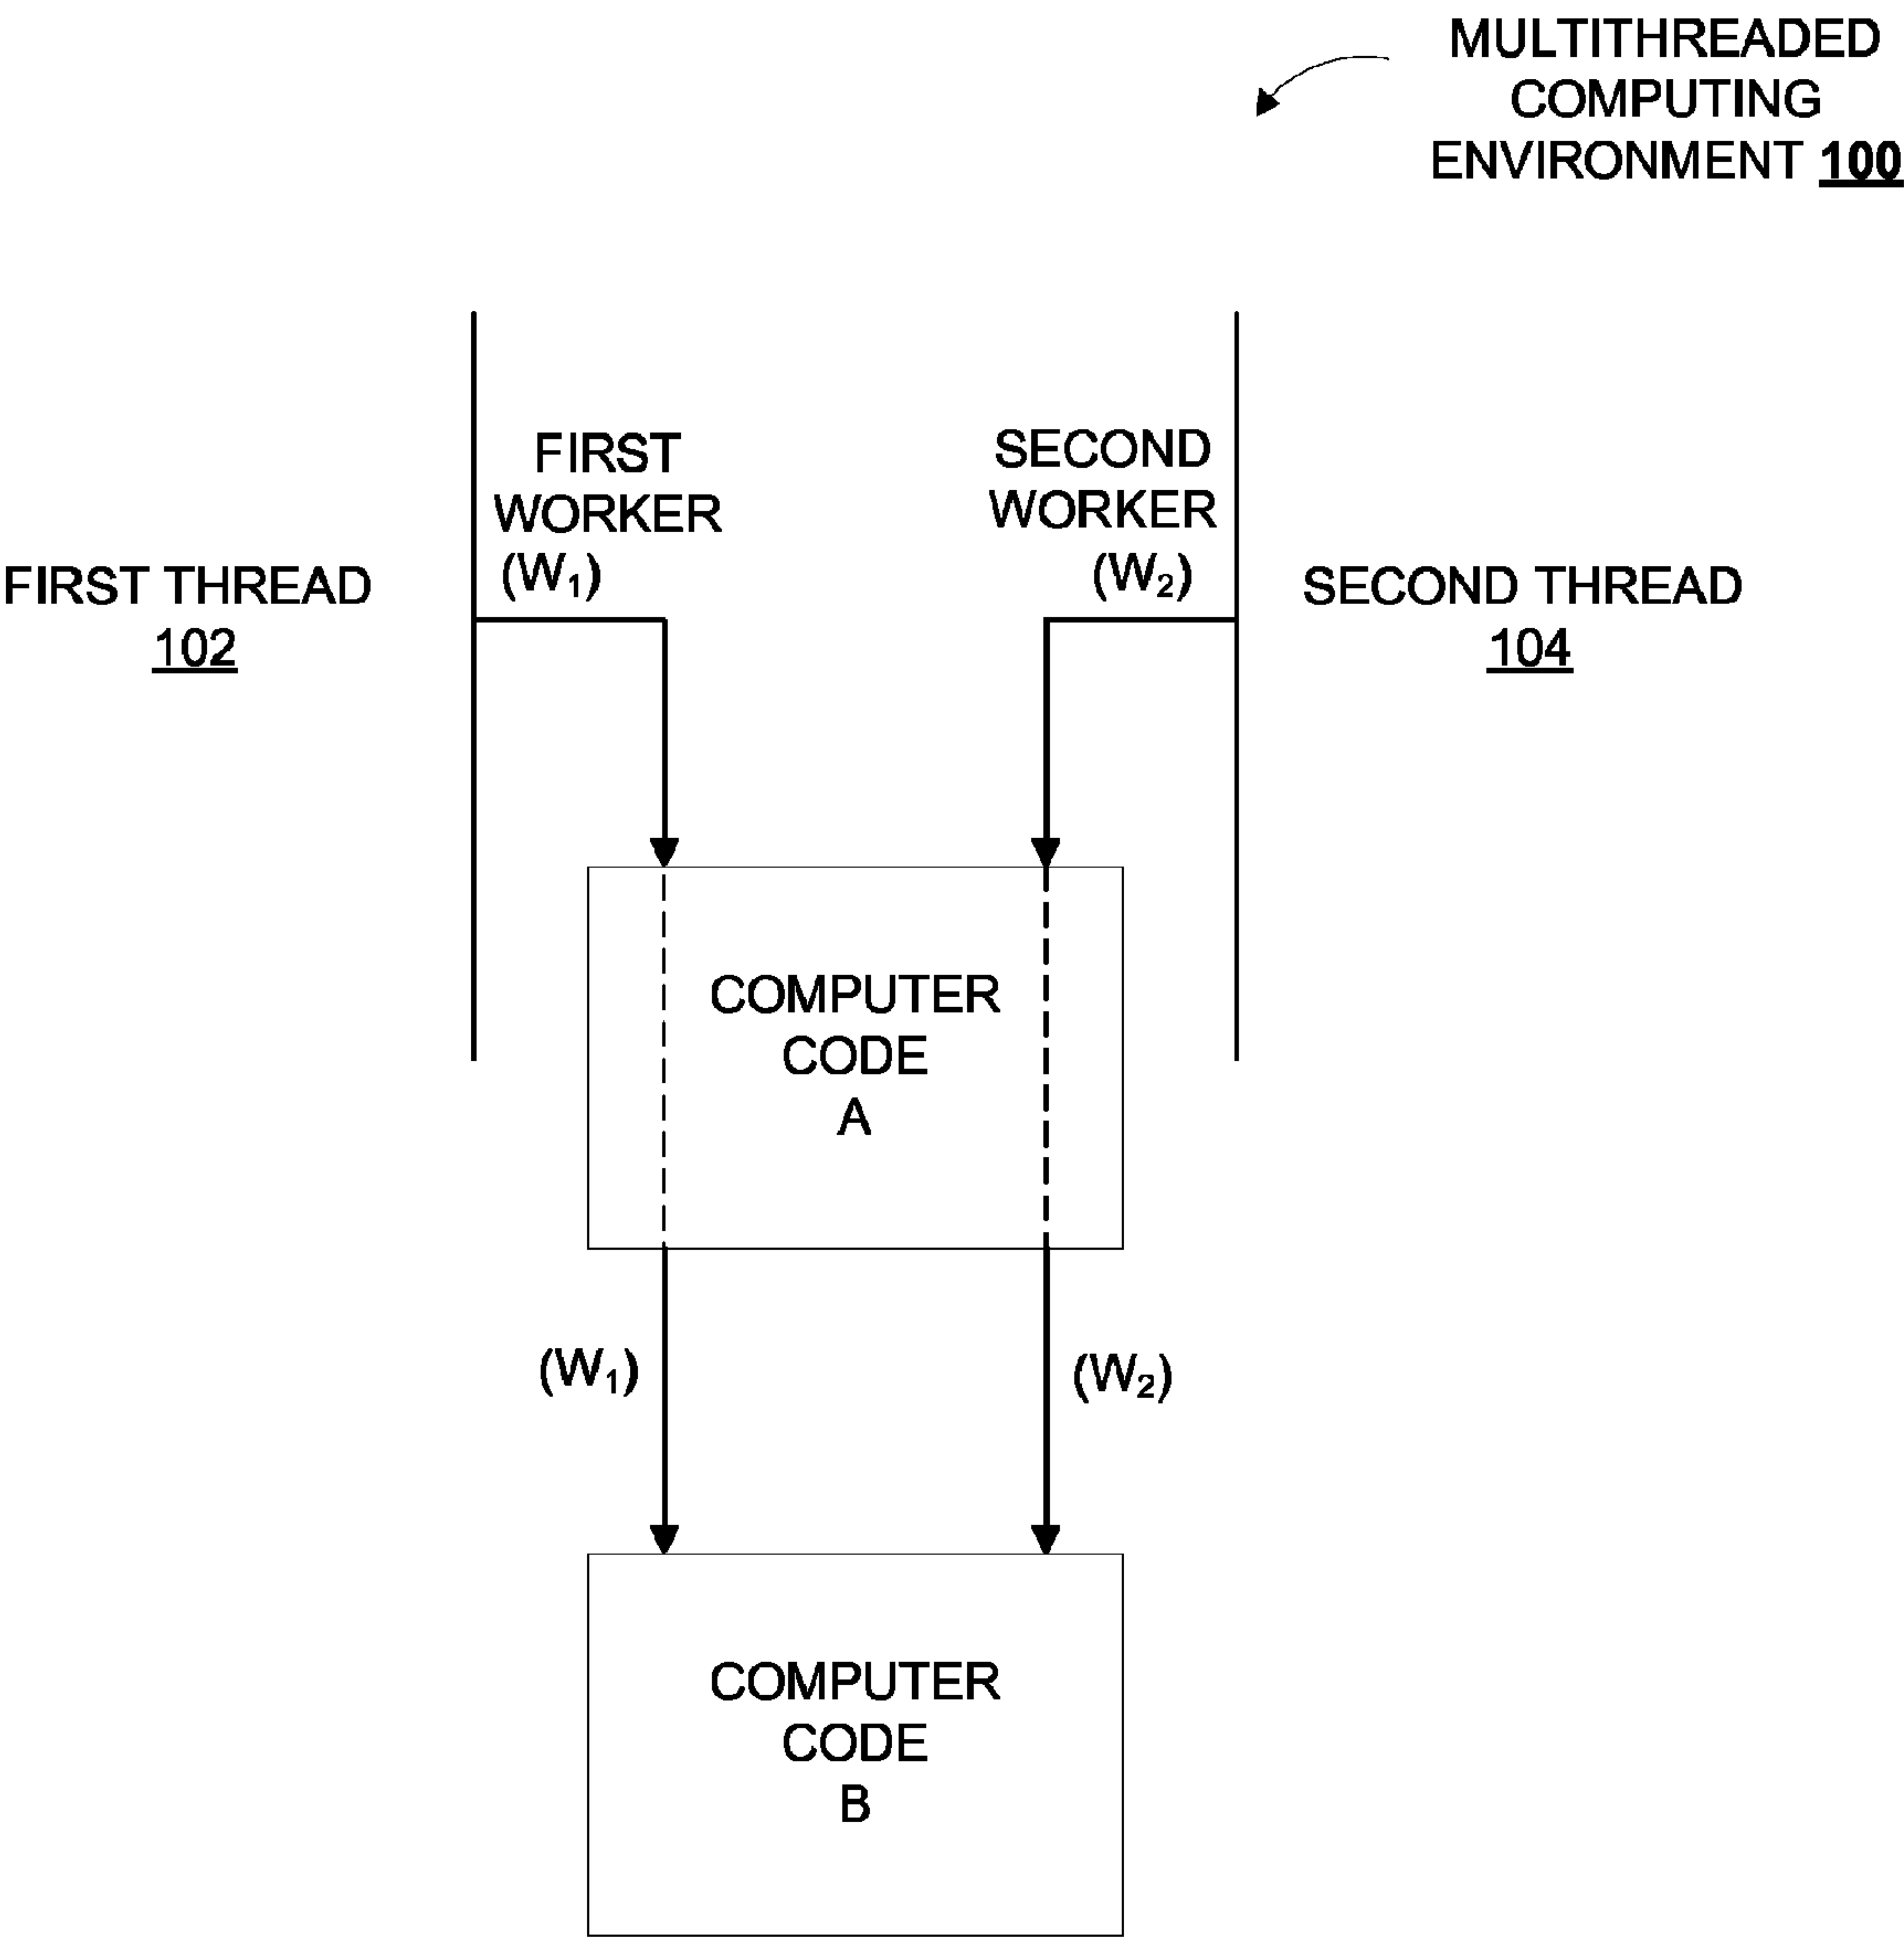 MULTITHREADED
COMPUTING
ENVIRONMENT 100
FIRST
WORKER
(W₁)
SECOND
WORKER
(W₂)
FIRST THREAD
102
SECOND THREAD
104
COMPUTER
CODE
A
(W₁)
(W₂)
COMPUTER
CODE
B